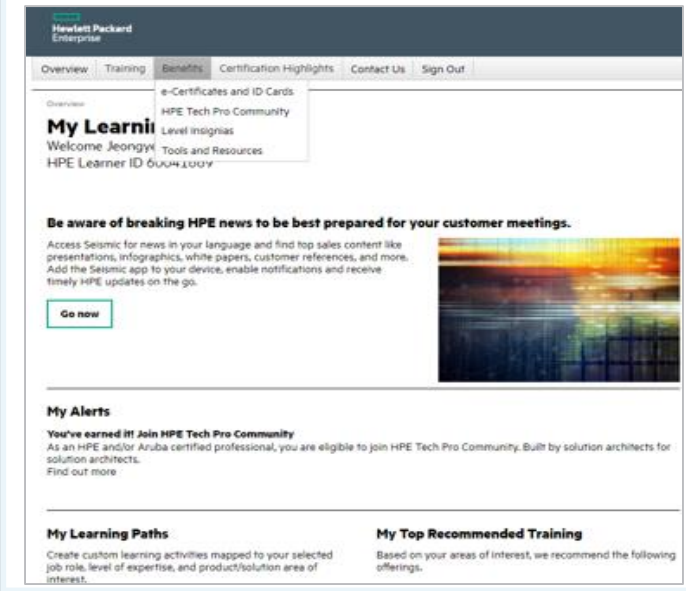 Hewlett Packard
Enterprise
Overview Training Benefits Certification Highlights Contact Us Sign Out
e-Certificates and ID Cards
HPE Tech Pro Community
Level Insignias
Tools and Resources
Overview
My Learni
Welcome Jeongye
HPE Learner ID 60041669
Be aware of breaking HPE news to be best prepared for your customer meetings.
Access Seismic for news in your language and find top sales content like
presentations, infographics, white papers, customer references, and more.
Add the Seismic app to your device, enable notifications and receive
timely HPE updates on the go.
Go now
My Alerts
You've earned it! Join HPE Tech Pro Community
As an HPE and/or Aruba certified professional, you are eligible to join HPE Tech Pro Community. Built by solution architects for
solution architects.
Find out more
My Learning Paths
Create custom learning activities mapped to your selected
job role, level of expertise, and product/solution area of
interest.
My Top Recommended Training
Based on your areas of interest, we recommend the following
offerings.